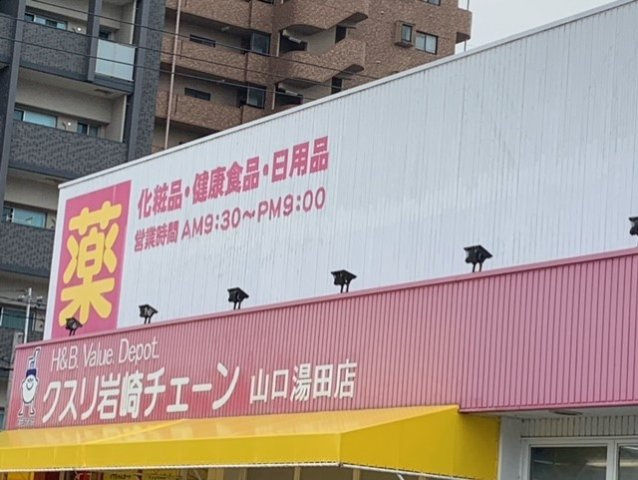 薬
化粧品・健康食品・日用品
営業時間 AM9:30～PM9:00
H&B. Value. Depot.
クスリ岩崎チェーン 山口湯田店